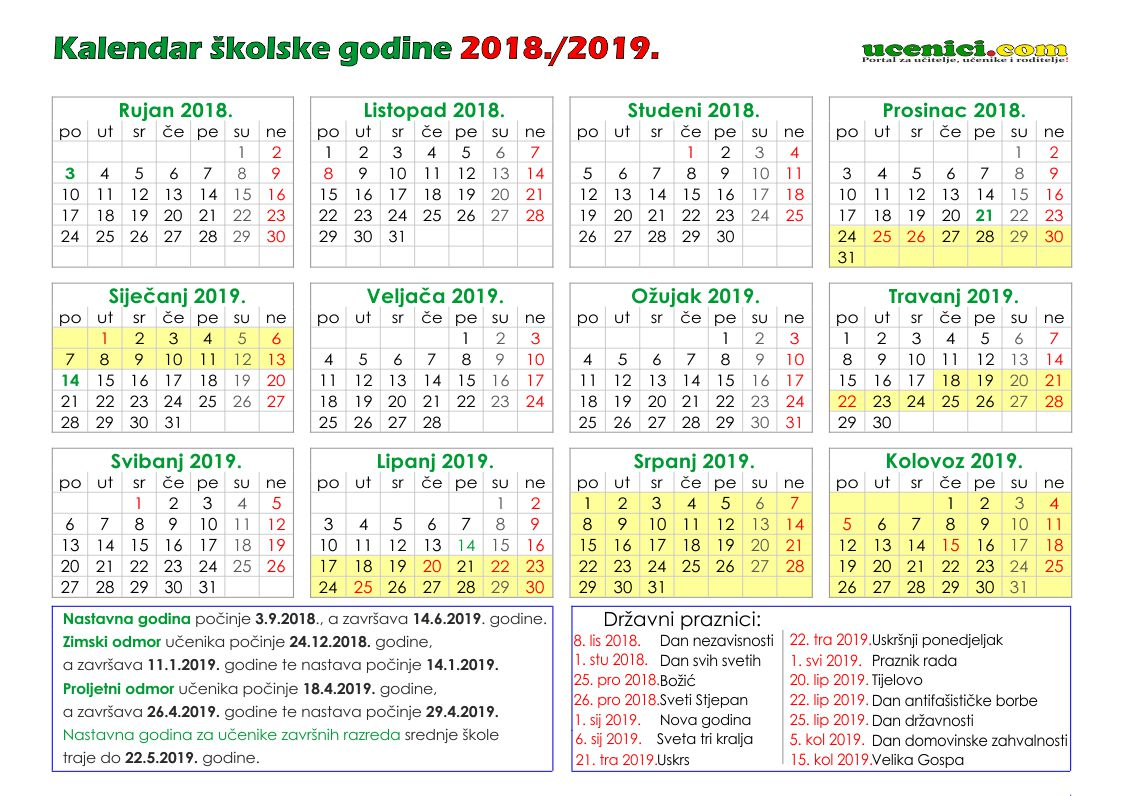 Kalendar školske godine 2018./2019.
ucenici.com
Portal za učitelje, učenike i roditelje!
Rujan 2018.
po ut sr če pe su ne
1 2
3 4 5 6 7 8 9
10 11 12 13 14 15 16
17 18 19 20 21 22 23
24 25 26 27 28 29 30
Listopad 2018.
po ut sr če pe su ne
1 2 3 4 5 6 7
8 9 10 11 12 13 14
15 16 17 18 19 20 21
22 23 24 25 26 27 28
29 30 31
Studeni 2018.
po ut sr če pe su ne
1 2 3 4
5 6 7 8 9 10 11
12 13 14 15 16 17 18
19 20 21 22 23 24 25
26 27 28 29 30
Prosinac 2018.
po ut sr če pe su ne
1 2
3 4 5 6 7 8 9
10 11 12 13 14 15 16
17 18 19 20 21 22 23
24 25 26 27 28 29 30
31
Siječanj 2019.
po ut sr če pe su ne
1 2 3 4 5 6
7 8 9 10 11 12 13
14 15 16 17 18 19 20
21 22 23 24 25 26 27
28 29 30 31
Veljača 2019.
po ut sr če pe su ne
1 2 3
4 5 6 7 8 9 10
11 12 13 14 15 16 17
18 19 20 21 22 23 24
25 26 27 28
Ožujak 2019.
po ut sr če pe su ne
1 2 3
4 5 6 7 8 9 10
11 12 13 14 15 16 17
18 19 20 21 22 23 24
25 26 27 28 29 30 31
Travanj 2019.
po ut sr če pe su ne
1 2 3 4 5 6 7
8 9 10 11 12 13 14
15 16 17 18 19 20 21
22 23 24 25 26 27 28
29 30
Svibanj 2019.
po ut sr če pe su ne
1 2 3 4 5
6 7 8 9 10 11 12
13 14 15 16 17 18 19
20 21 22 23 24 25 26
27 28 29 30 31
Lipanj 2019.
po ut sr če pe su ne
1 2
3 4 5 6 7 8 9
10 11 12 13 14 15 16
17 18 19 20 21 22 23
24 25 26 27 28 29 30
Srpanj 2019.
po ut sr če pe su ne
1 2 3 4 5 6 7
8 9 10 11 12 13 14
15 16 17 18 19 20 21
22 23 24 25 26 27 28
29 30 31
Kolovoz 2019.
po ut sr če pe su ne
1 2 3 4
5 6 7 8 9 10 11
12 13 14 15 16 17 18
19 20 21 22 23 24 25
26 27 28 29 30 31
Nastavna godina počinje 3.9.2018., a završava 14.6.2019. godine.
Zimski odmor učenika počinje 24.12.2018. godine,
a završava 11.1.2019. godine te nastava počinje 14.1.2019.
Proljetni odmor učenika počinje 18.4.2019. godine,
a završava 26.4.2019. godine te nastava počinje 29.4.2019.
Nastavna godina za učenike završnih razreda srednje škole
traje do 22.5.2019. godine.
Državni praznici:
8. lis 2018. Dan nezavisnosti
1. stu 2018. Dan svih svetih
25. pro 2018. Božić
26. pro 2018. Sveti Stjepan
1. sij 2019. Nova godina
6. sij 2019. Sveta tri kralja
21. tra 2019. Uskrs
22. tra 2019. Uskršnji ponedjeljak
1. svi 2019. Praznik rada
20. lip 2019. Tijelovo
22. lip 2019. Dan antifašističke borbe
25. lip 2019. Dan državnosti
5. kol 2019. Dan domovinske zahvalnosti
15. kol 2019. Velika Gospa